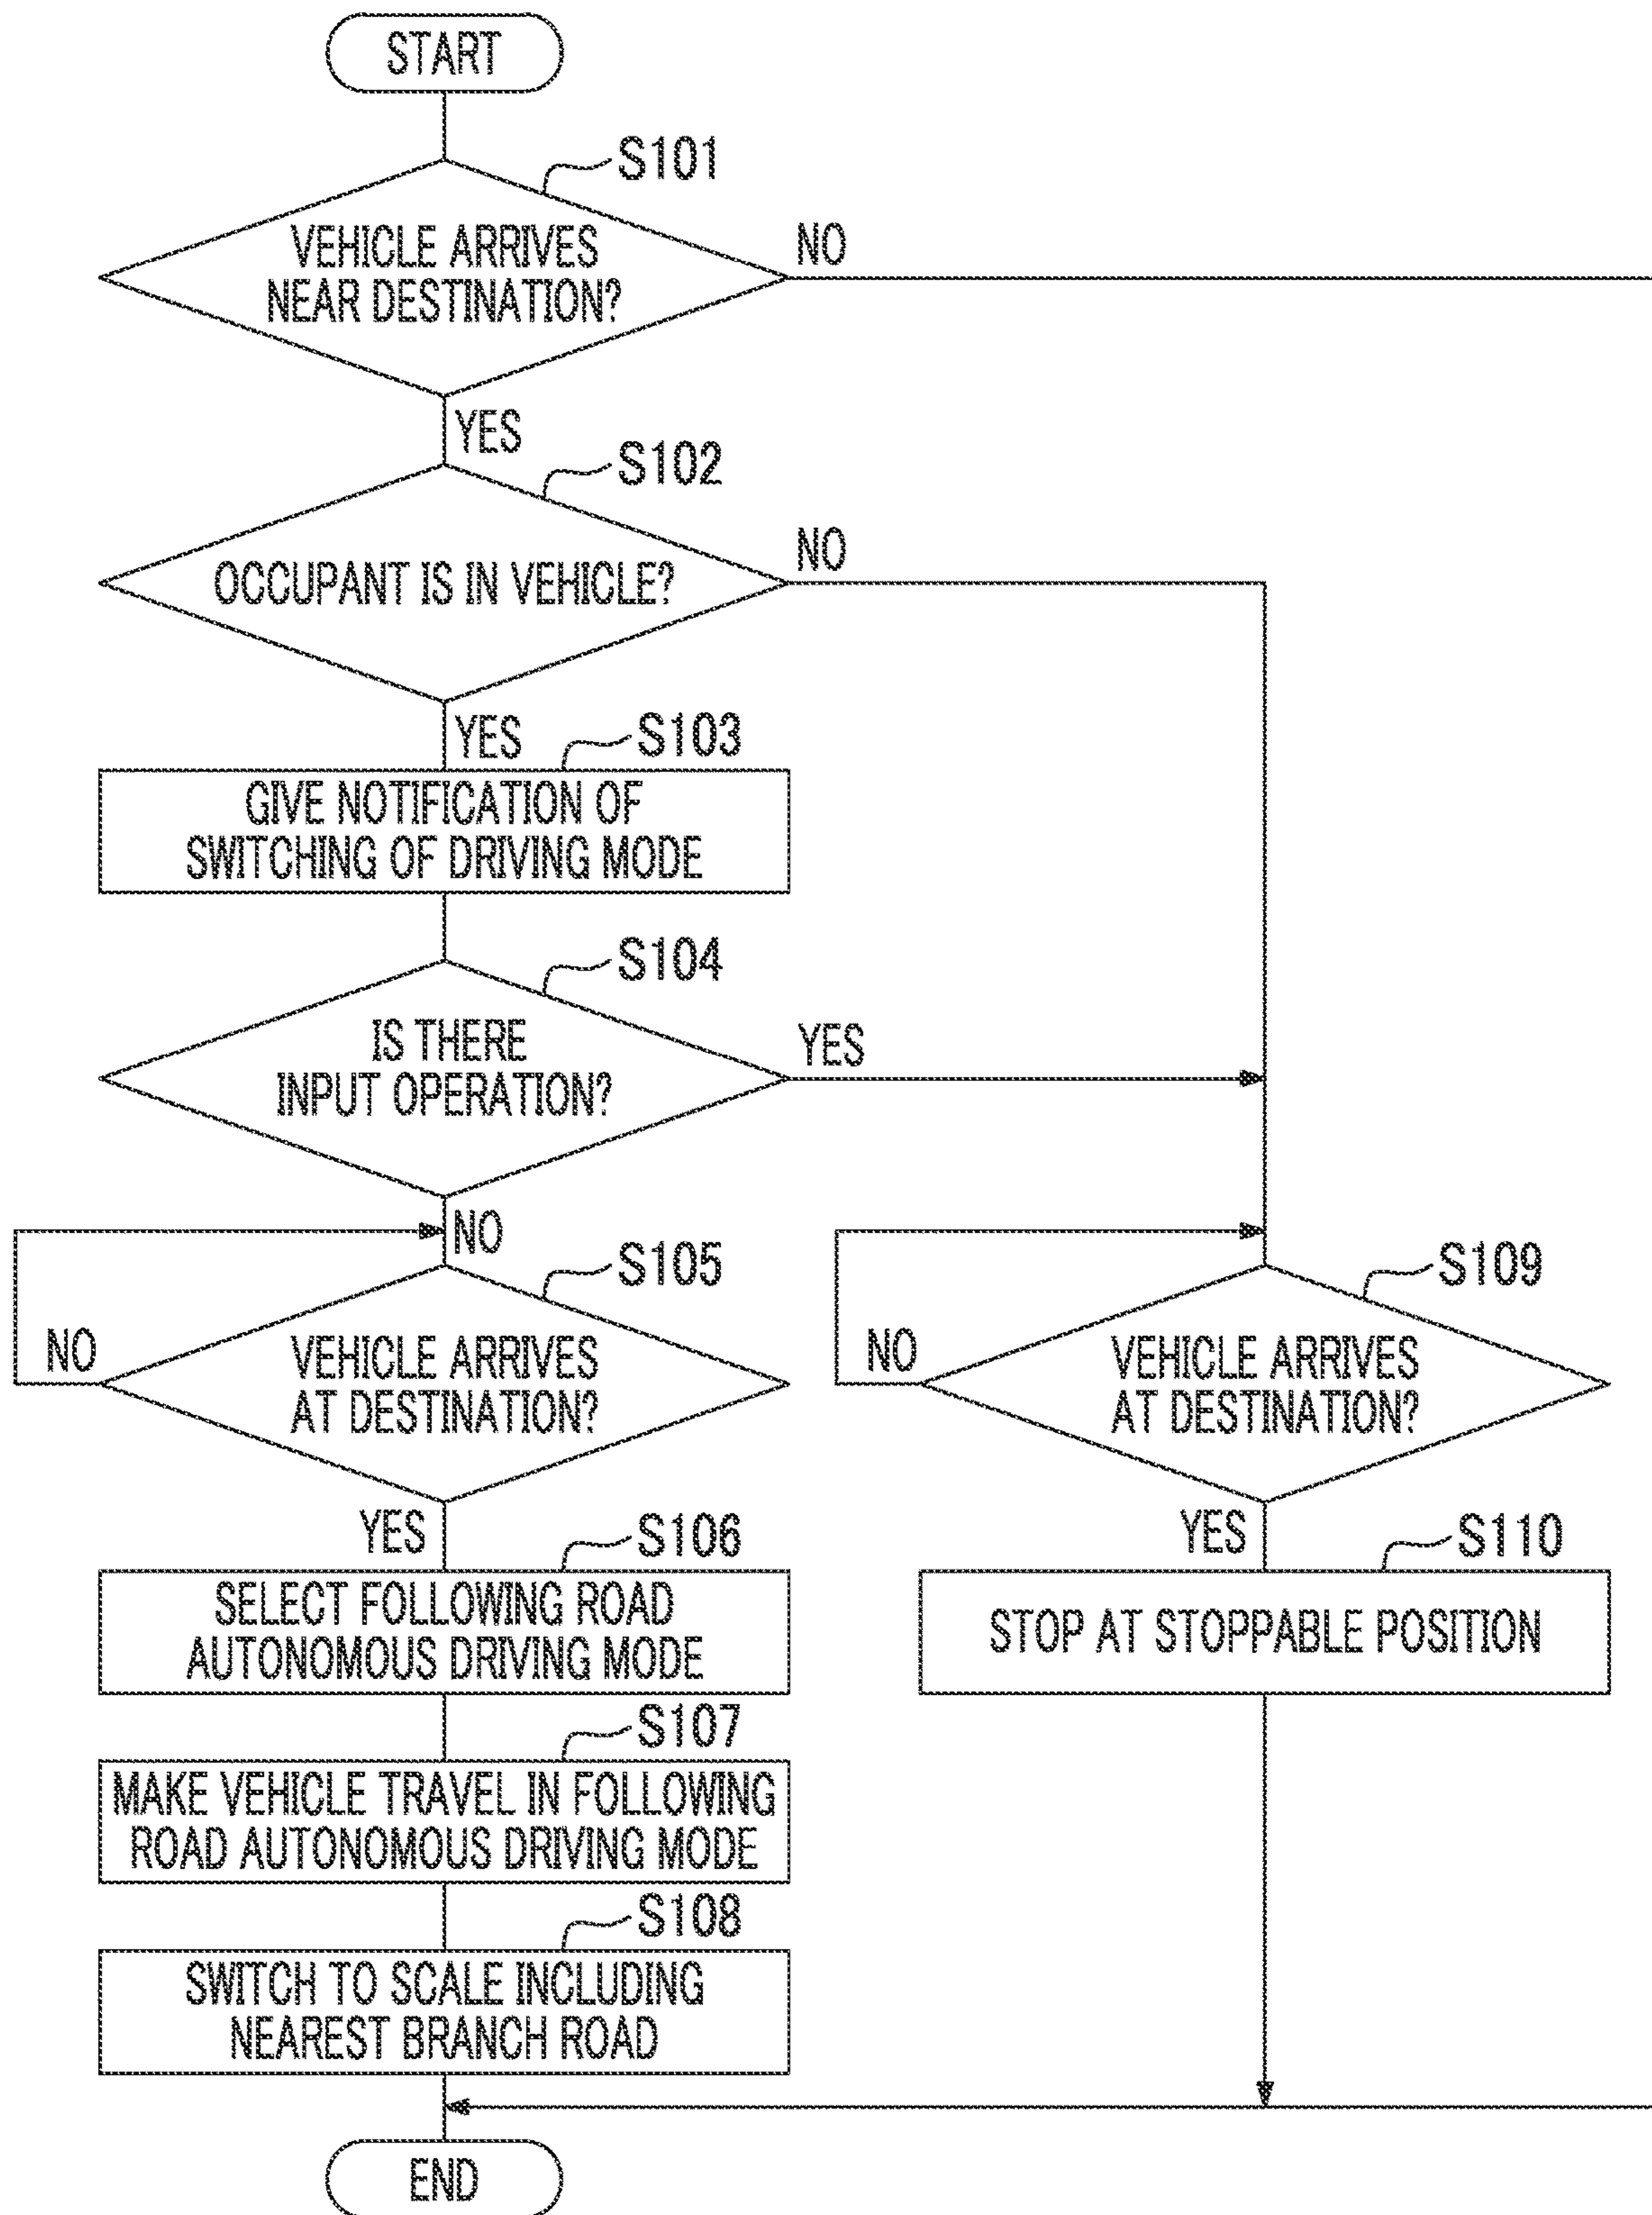 START
S101
VEHICLE ARRIVES
NEAR DESTINATION?
NO
YES
S102
OCCUPANT IS IN VEHICLE?
NO
YES
S103
GIVE NOTIFICATION OF
SWITCHING OF DRIVING MODE
S104
IS THERE
INPUT OPERATION?
YES
NO
S105
VEHICLE ARRIVES
AT DESTINATION?
NO
YES
S109
VEHICLE ARRIVES
AT DESTINATION?
NO
YES
S106
SELECT FOLLOWING ROAD
AUTONOMOUS DRIVING MODE
S110
STOP AT STOPPABLE POSITION
S107
MAKE VEHICLE TRAVEL IN FOLLOWING
ROAD AUTONOMOUS DRIVING MODE
S108
SWITCH TO SCALE INCLUDING
NEAREST BRANCH ROAD
END